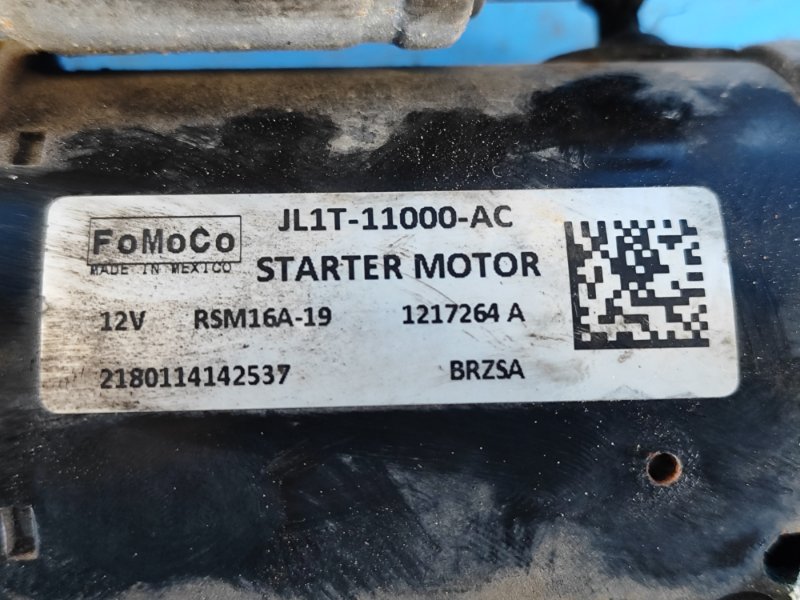 JL1T-11000-AC
FoMoCo
MADE IN MEXICO
STARTER MOTOR
12V RSM16A-19 1217264 A
2180114142537 BRZSA